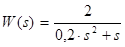 W(s) = 2 / (0,2·s² + s)